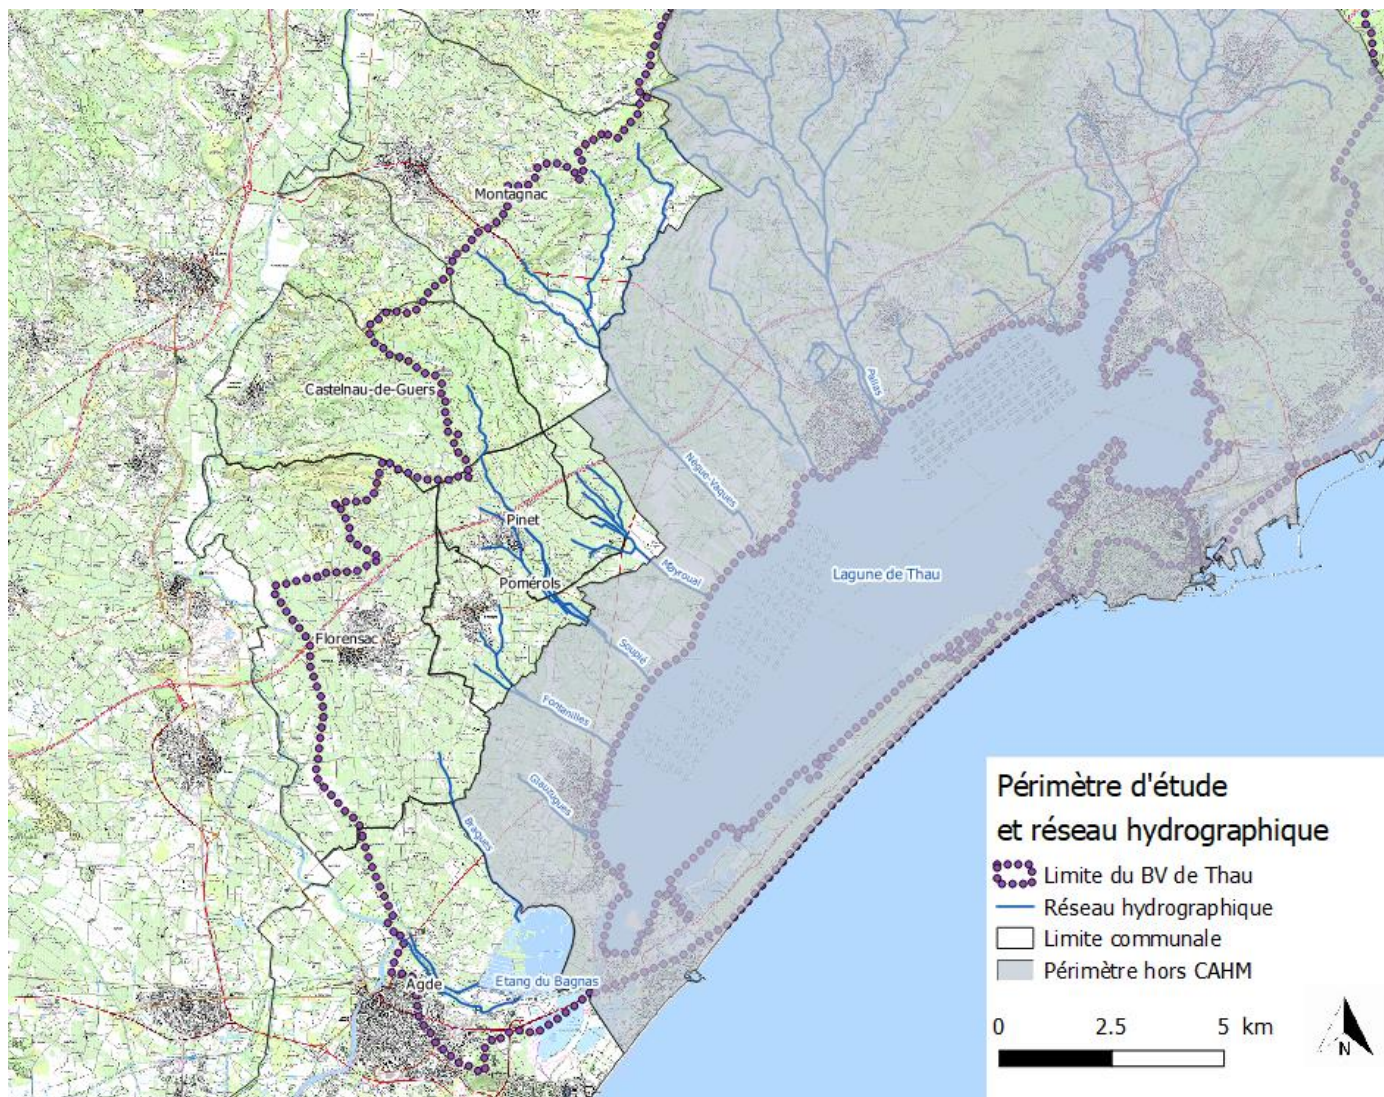 Montagnac
Castelnau-de-Guers
Pallas
Nègue-Vaques
Pinet
Lagune de Thau
Mayroual
Pomérols
Florensac
Soupié
Fontanilles
Glauzugues
Bragues
Etang du Bagnas
Agde
Périmètre d'étude
et réseau hydrographique
Limite du BV de Thau
Réseau hydrographique
Limite communale
Périmètre hors CAHM
0 2.5 5 km
N